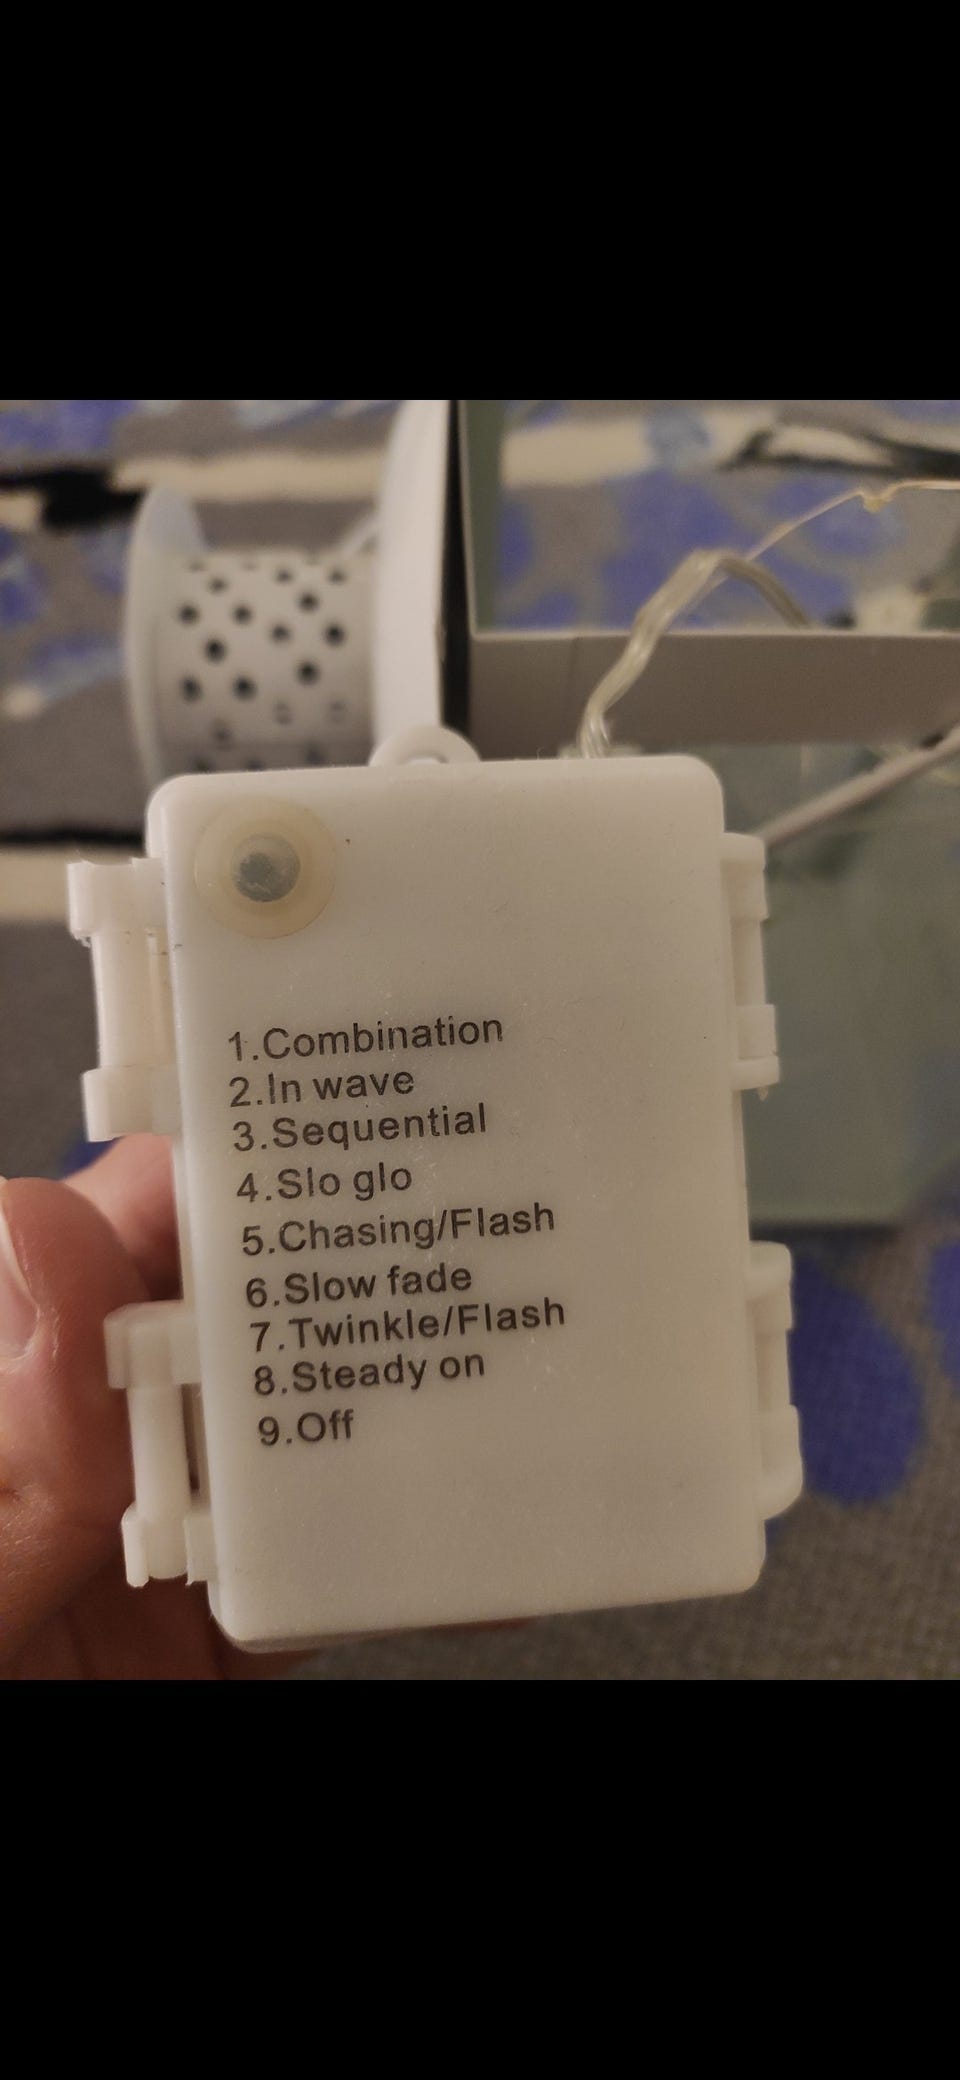 1.Combination
2.In wave
3.Sequential
4.Slo glo
5.Chasing/Flash
6.Slow fade
7.Twinkle/Flash
8.Steady on
9.Off